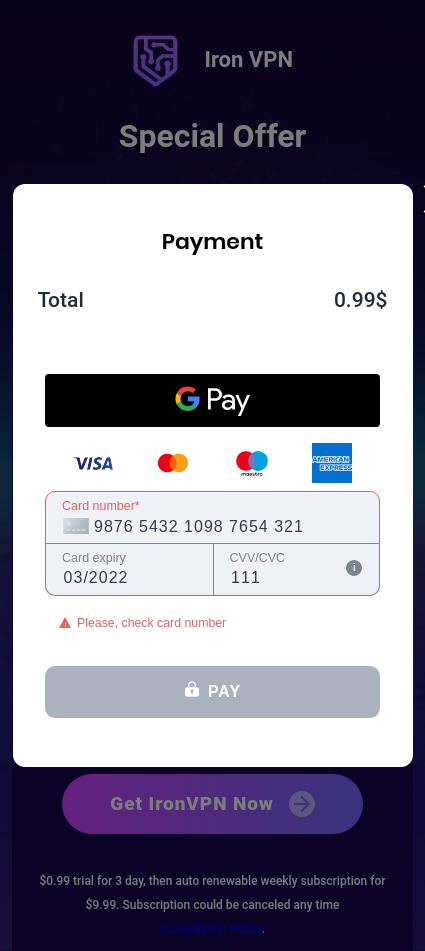 Iron VPN
Special Offer
Payment
Total 0.99$
G Pay
VISA
maestro
AMERICAN
EXPRESS
Card number*
9876 5432 1098 7654 321
Card expiry CVV/CVC
03/2022 111
Please, check card number
PAY
Get IronVPN Now
$0.99 trial for 3 day, then auto renewable weekly subscription for
$9.99. Subscription could be canceled any time